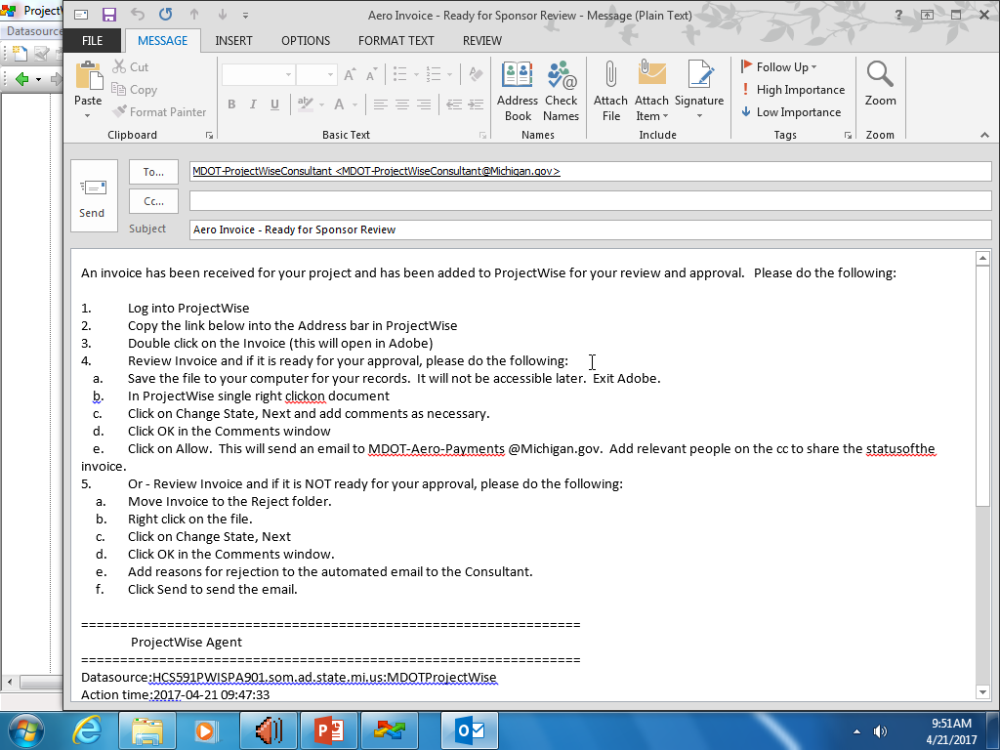 ProjectW
Datasource
Aero Invoice - Ready for Sponsor Review - Message (Plain Text)
FILE MESSAGE INSERT OPTIONS FORMAT TEXT REVIEW
Paste
Cut
Copy
Format Painter
Clipboard
B I U ab A
Basic Text
Address Book
Check Names
Names
Attach File
Attach Item
Signature
Include
Follow Up
High Importance
Low Importance
Tags
Zoom
Zoom
Send
To...
MDOT-ProjectWiseConsultant <MDOT-ProjectWiseConsultant@Michigan.gov>
Cc...
Subject
Aero Invoice - Ready for Sponsor Review
An invoice has been received for your project and has been added to ProjectWise for your review and approval. Please do the following:
1. Log into ProjectWise
2. Copy the link below into the Address bar in ProjectWise
3. Double click on the Invoice (this will open in Adobe)
4. Review Invoice and if it is ready for your approval, please do the following:
a. Save the file to your computer for your records. It will not be accessible later. Exit Adobe.
b. In ProjectWise single right clickon document
c. Click on Change State, Next and add comments as necessary.
d. Click OK in the Comments window
e. Click on Allow. This will send an email to MDOT-Aero-Payments @Michigan.gov. Add relevant people on the cc to share the statusofthe
invoice.
5. Or - Review Invoice and if it is NOT ready for your approval, please do the following:
a. Move Invoice to the Reject folder.
b. Right click on the file.
c. Click on Change State, Next
d. Click OK in the Comments window.
e. Add reasons for rejection to the automated email to the Consultant.
f. Click Send to send the email.
================================================================
ProjectWise Agent
================================================================
Datasource:HCS591PWISPA901.som.ad.state.mi.us:MDOTProjectWise
Action time:2017-04-21 09:47:33
9:51AM
4/21/2017